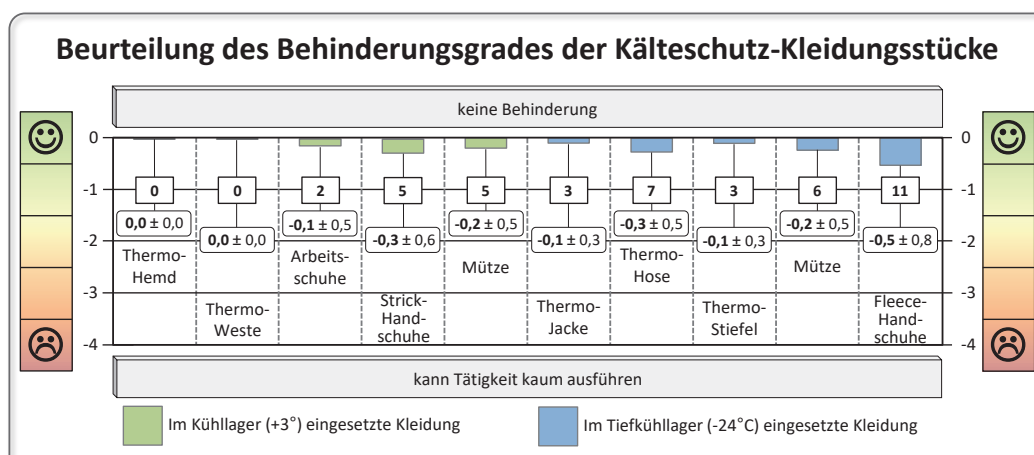 Beurteilung des Behinderungsgrades der Kälteschutz-Kleidungsstücke
keine Behinderung
0 0
-1 0 0 2 5 5 3 7 3 6 11 -1
0,0 ± 0,0 -0,1 ± 0,5 -0,2 ± 0,5 -0,3 ± 0,5 -0,2 ± 0,5
0,0 ± 0,0 -0,3 ± 0,6 -0,1 ± 0,3 -0,1 ± 0,3 -0,5 ± 0,8
-2 -2
Thermo- Arbeits- Mütze Thermo- Mütze
Hemd schuhe Hose
-3 -3
Thermo- Strick- Thermo- Thermo- Fleece-
Weste Hand- Jacke Stiefel Hand-
schuhe schuhe
-4 -4
kann Tätigkeit kaum ausführen
Im Kühllager (+3°) eingesetzte Kleidung Im Tiefkühllager (-24°C) eingesetzte Kleidung